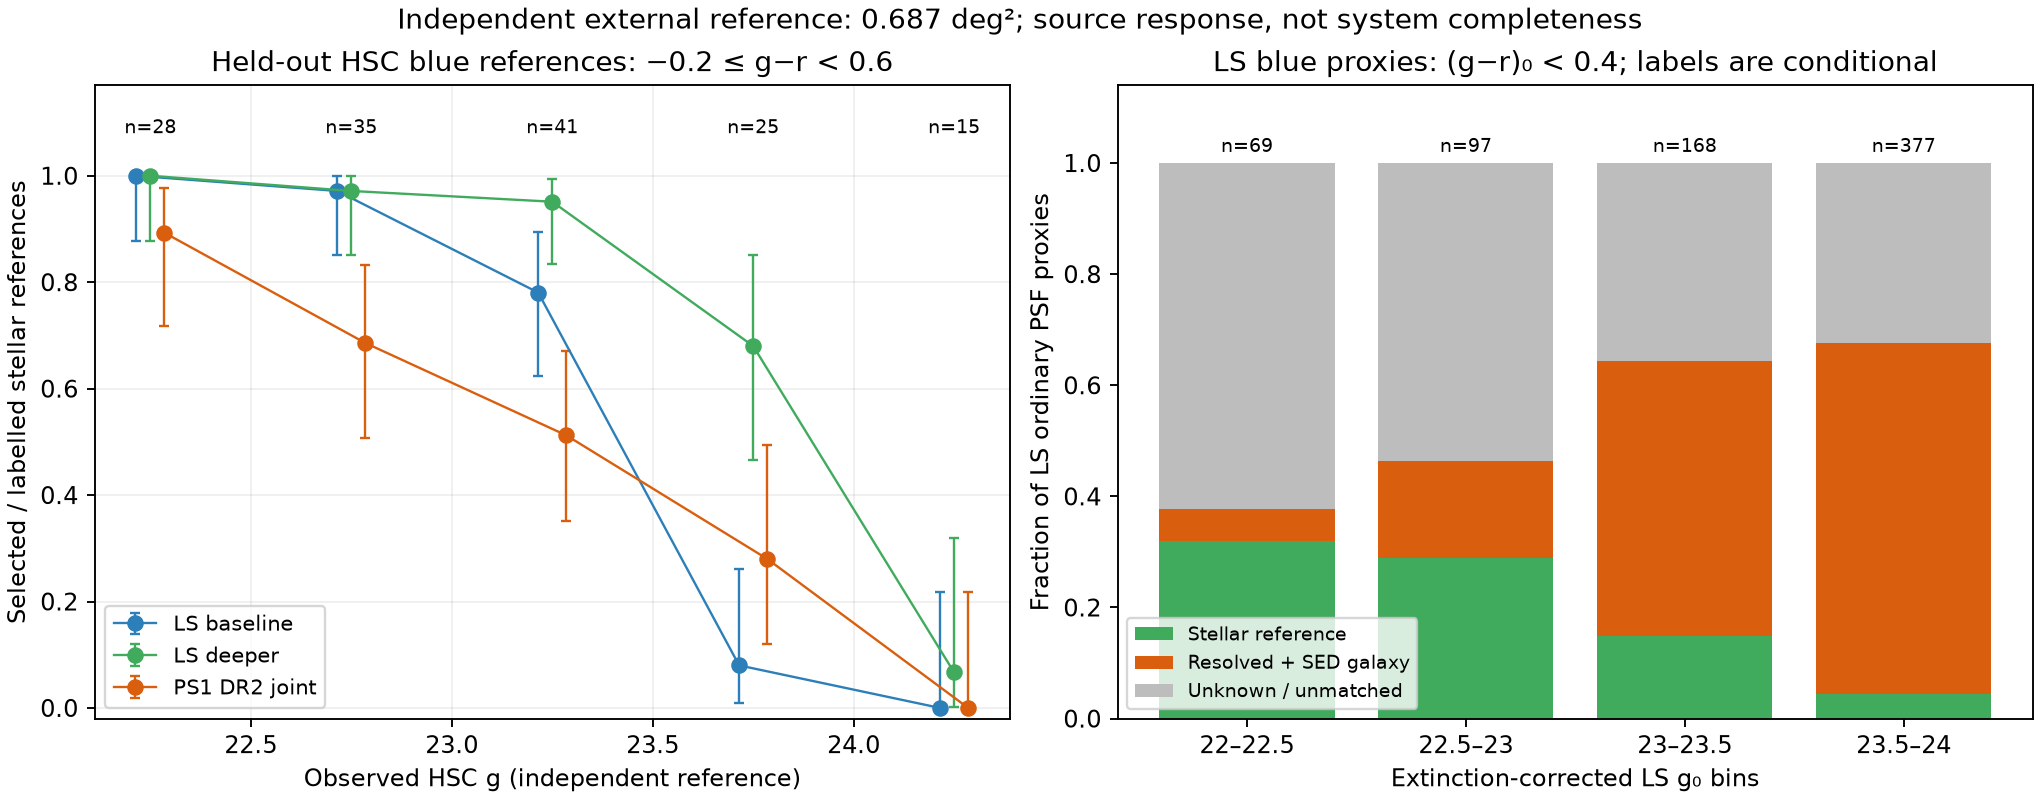 Independent external reference: 0.687 deg²; source response, not system completeness
Held-out HSC blue references: −0.2 ≤ g−r < 0.6
n=28 n=35 n=41 n=25 n=15
Selected / labelled stellar references
1.0
0.8
0.6
0.4
0.2
0.0
LS baseline
LS deeper
PS1 DR2 joint
22.5 23.0 23.5 24.0
Observed HSC g (independent reference)
LS blue proxies: (g−r)₀ < 0.4; labels are conditional
n=69 n=97 n=168 n=377
Fraction of LS ordinary PSF proxies
1.0
0.8
0.6
0.4
0.2
0.0
Stellar reference
Resolved + SED galaxy
Unknown / unmatched
22–22.5 22.5–23 23–23.5 23.5–24
Extinction-corrected LS g₀ bins